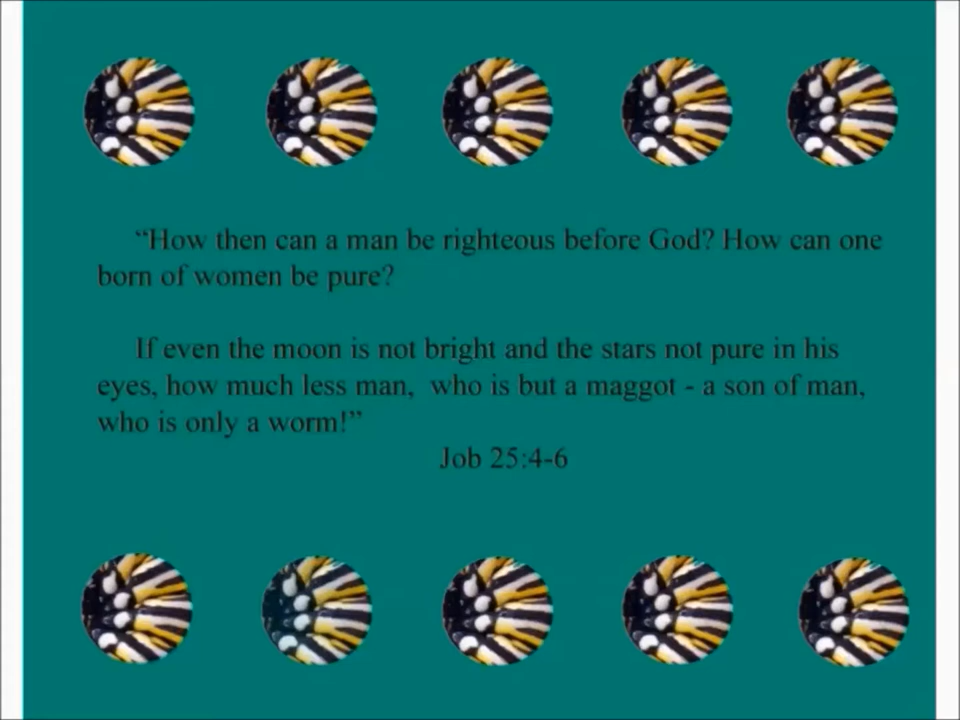 “How then can a man be righteous before God? How can one
born of women be pure?
If even the moon is not bright and the stars not pure in his
eyes, how much less man,  who is but a maggot - a son of man,
who is only a worm!”
Job 25:4-6